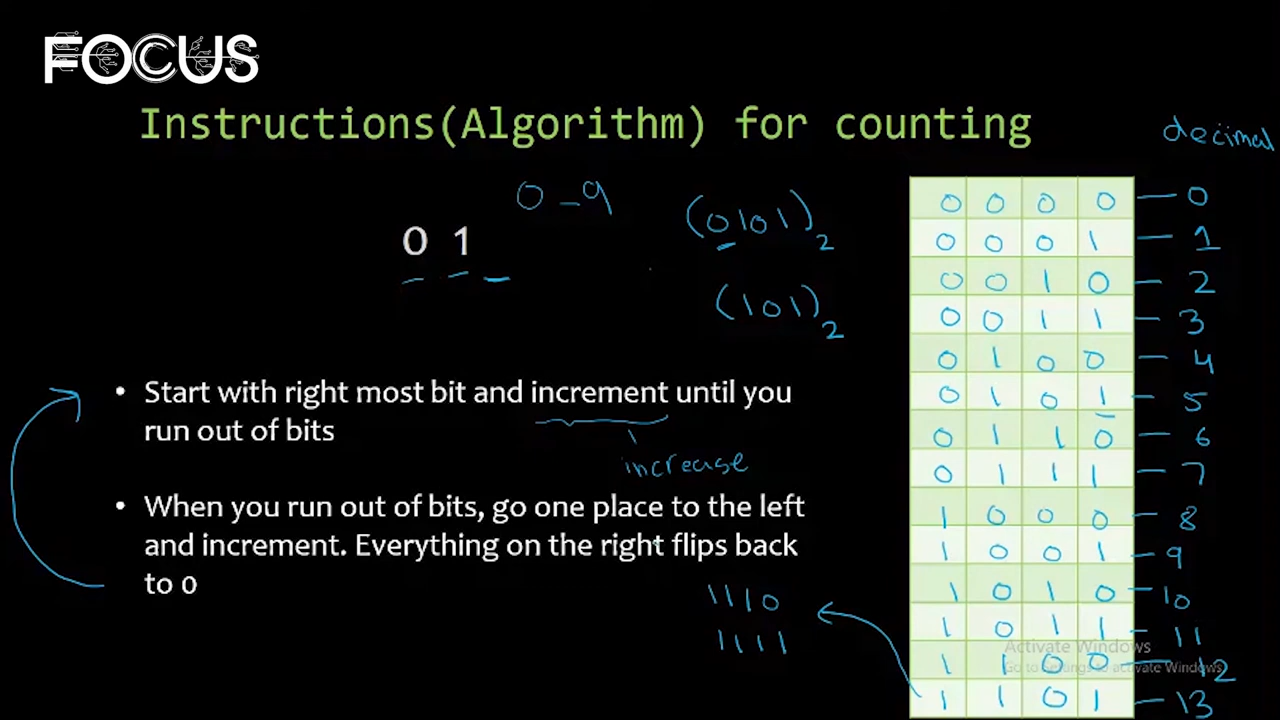 FOCUS
Instructions(Algorithm) for counting
decimal
0 - 9
0 1
(0101)2
(101)2
• Start with right most bit and increment until you
run out of bits
increase
• When you run out of bits, go one place to the left
and increment. Everything on the right flips back
to 0
1110
1111
0 0 0 0 - 0
0 0 0 1 - 1
0 0 1 0 - 2
0 0 1 1 - 3
0 1 0 0 - 4
0 1 0 1 - 5
0 1 1 0 - 6
0 1 1 1 - 7
1 0 0 0 - 8
1 0 0 1 - 9
1 0 1 0 - 10
1 0 1 1 - 11
1 1 0 0 - 12
1 1 0 1 - 13
Activate Windows
Go to Settings to activate Windows.